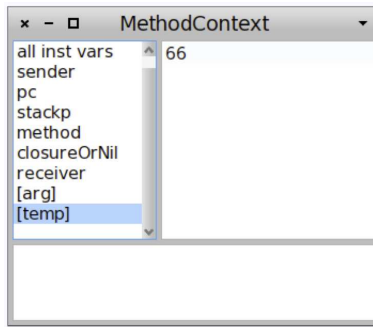 MethodContext
all inst vars
sender
pc
stackp
method
closureOrNil
receiver
[arg]
[temp]
66